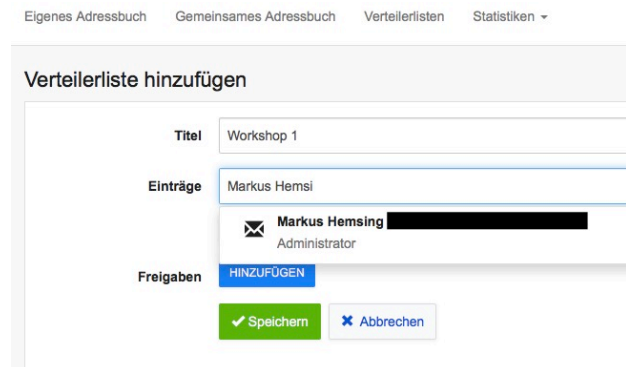 Eigenes Adressbuch Gemeinsames Adressbuch Verteilerlisten Statistiken
Verteilerliste hinzufügen
Titel Workshop 1
Einträge Markus Hemsi
Markus Hemsing
Administrator
Freigaben HINZUFÜGEN
Speichern Abbrechen